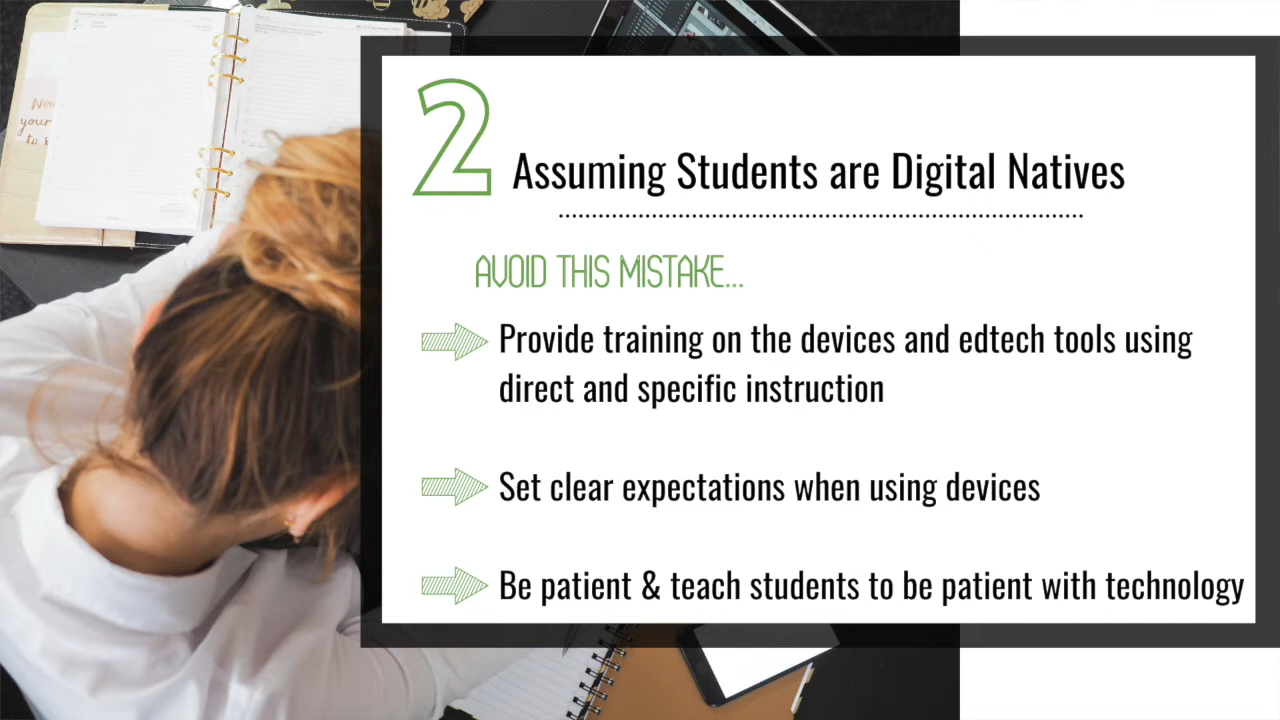 2
Assuming Students are Digital Natives
AVOID THIS MISTAKE...
Provide training on the devices and edtech tools using
direct and specific instruction
Set clear expectations when using devices
Be patient & teach students to be patient with technology